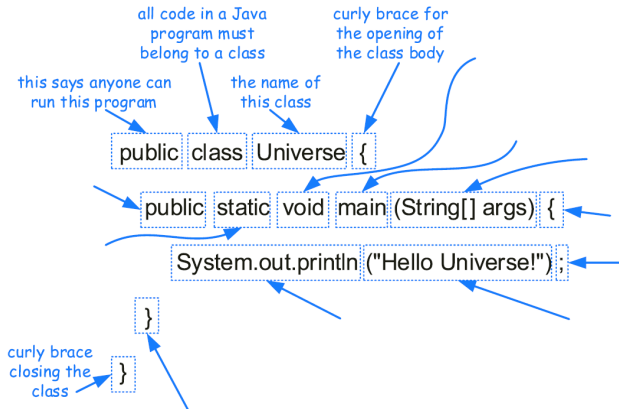 all code in a Java
program must
belong to a class
curly brace for
the opening of
the class body
this says anyone can
run this program
the name of
this class
public class Universe {
public static void main (String[] args) {
System.out.println ("Hello Universe!") ;
}
curly brace
closing the
class
}